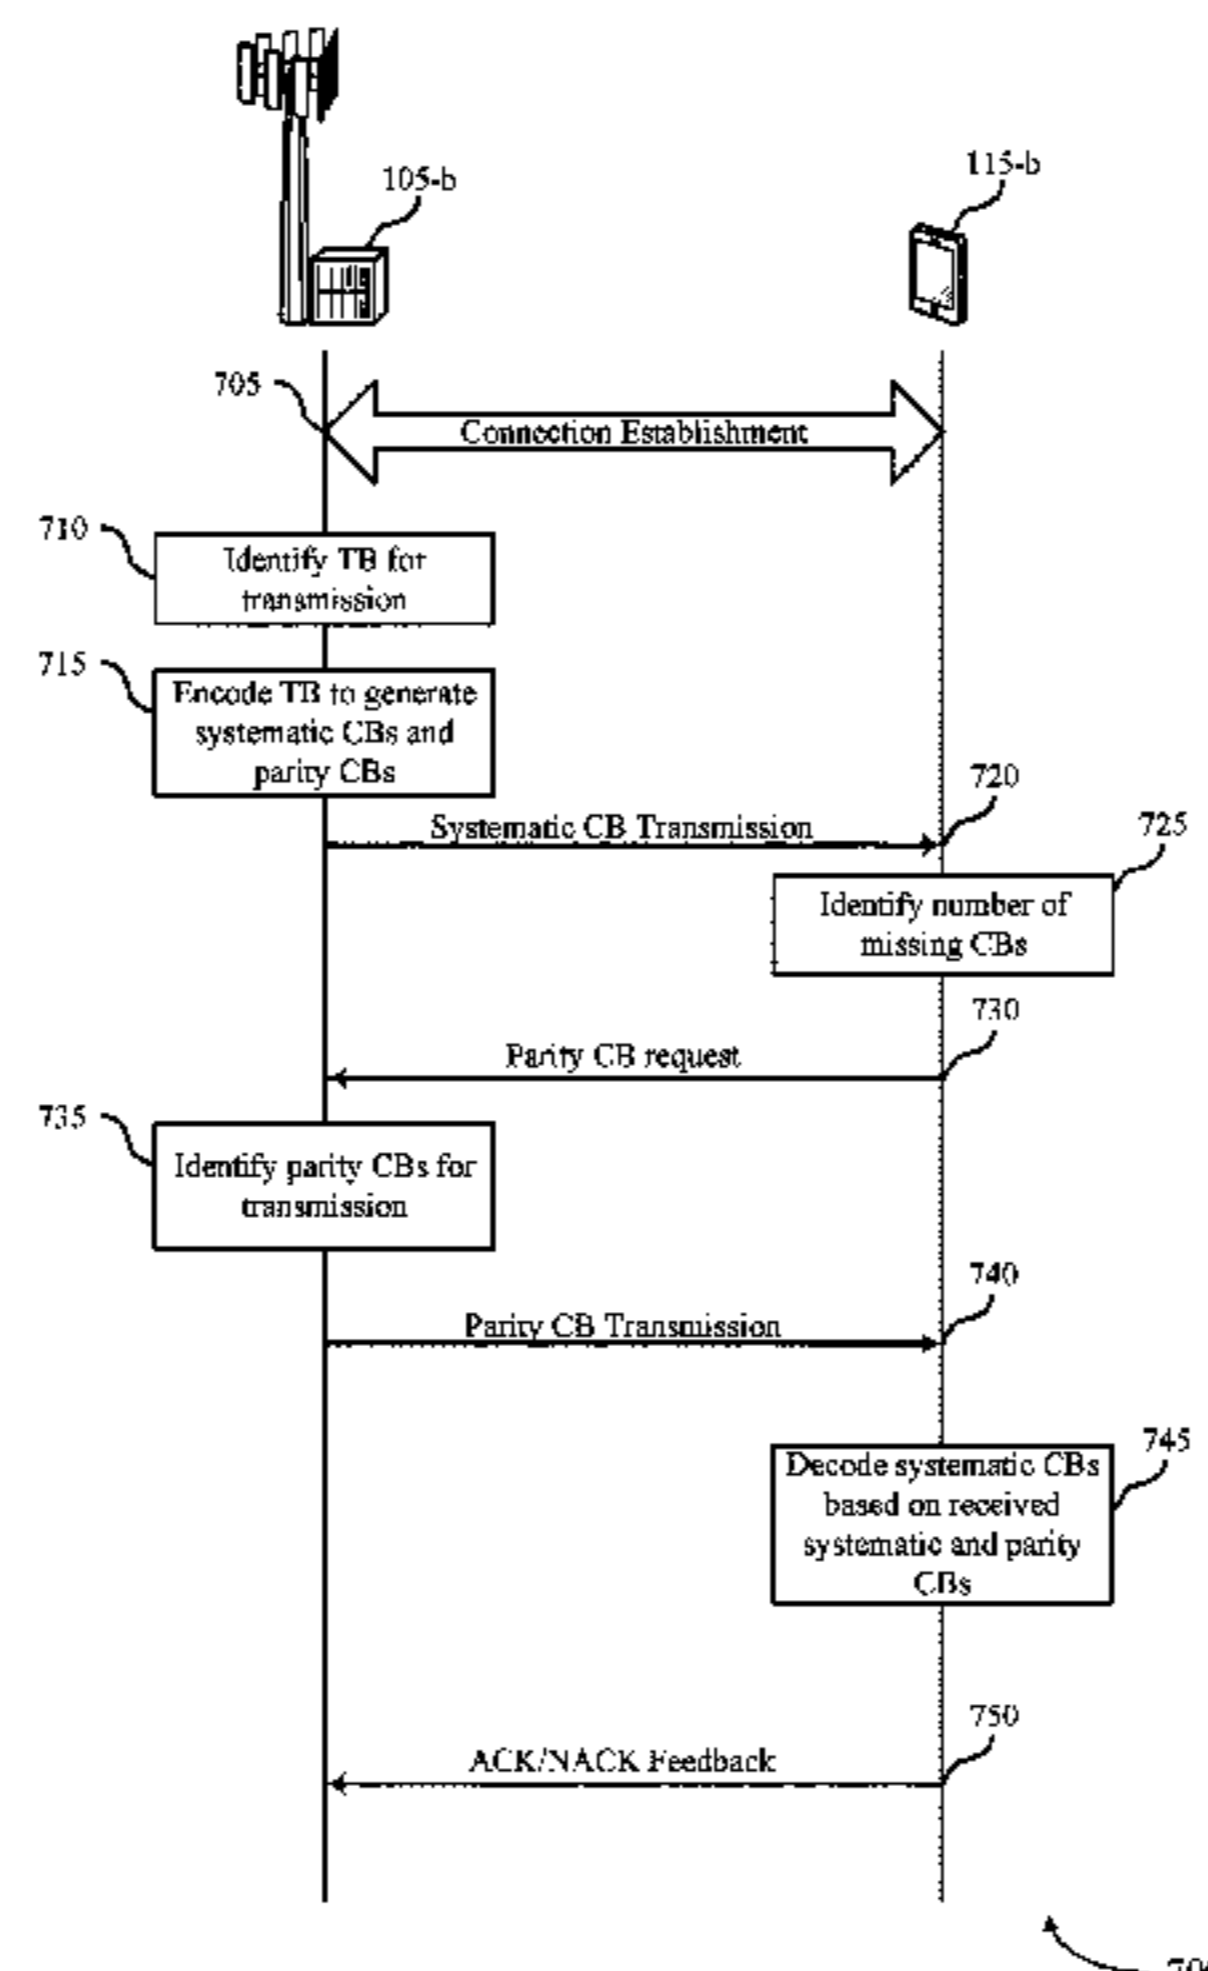 105-b
115-b
705
Connection Establishment
710
Identify TB for
transmission
715
Encode TB to generate
systematic CBs and
parity CBs
720
Systematic CB Transmission
725
Identify number of
missing CBs
730
Parity CB request
735
Identify parity CBs for
transmission
740
Parity CB Transmission
745
Decode systematic CBs
based on received
systematic and parity
CBs
750
ACK/NACK Feedback